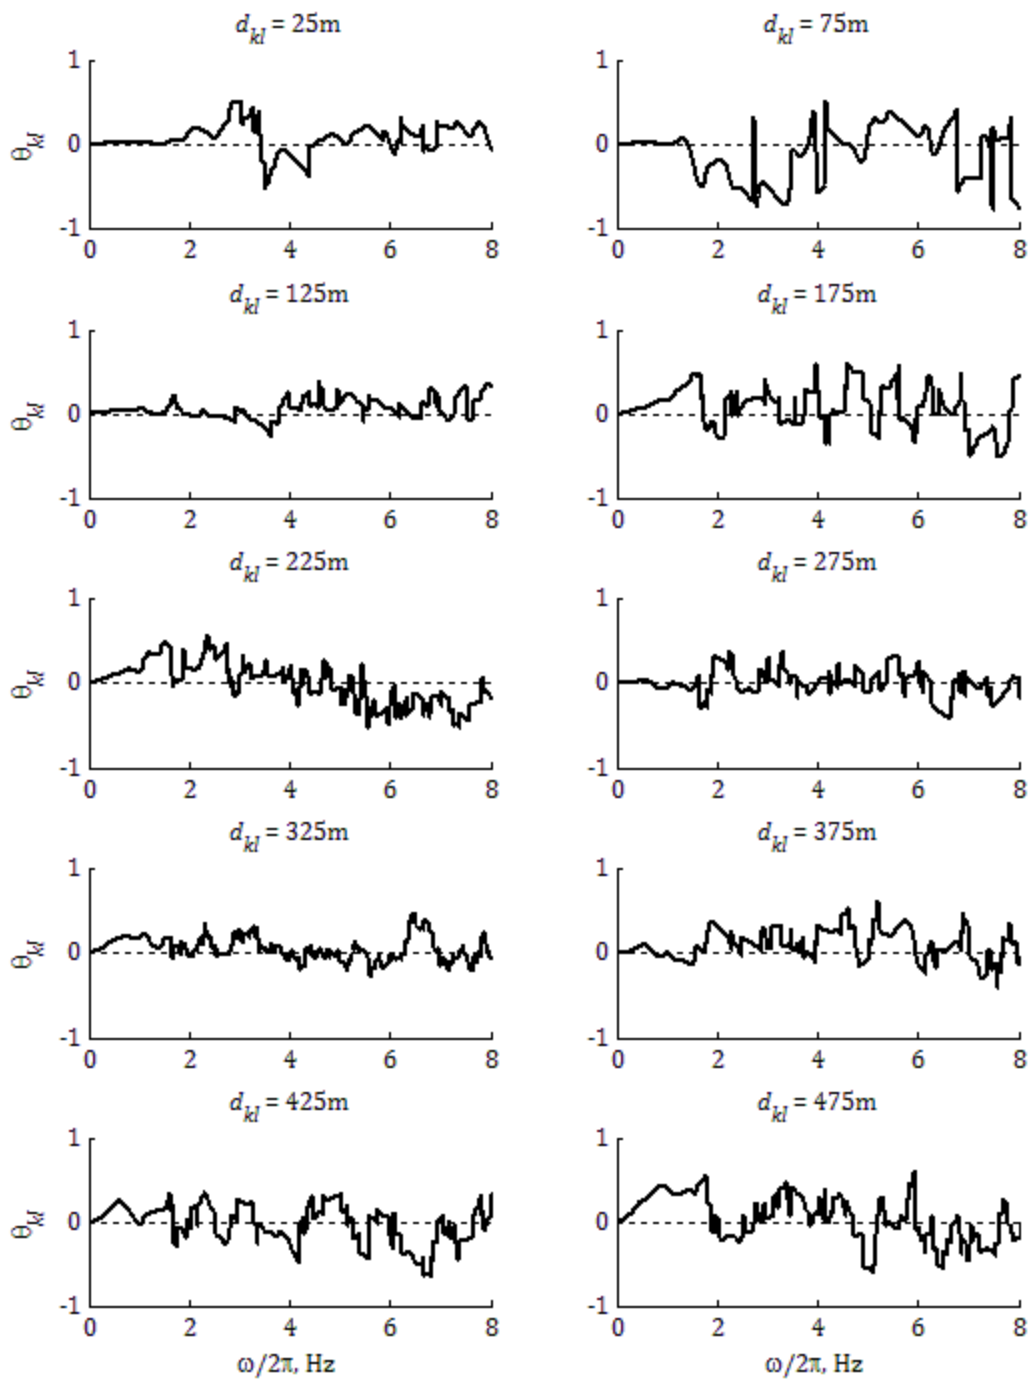 d_kl = 25m
d_kl = 75m
1
0
-1
θ_kl
0 2 4 6 8
1
0
-1
0 2 4 6 8
d_kl = 125m
d_kl = 175m
1
0
-1
θ_kl
0 2 4 6 8
1
0
-1
0 2 4 6 8
d_kl = 225m
d_kl = 275m
1
0
-1
θ_kl
0 2 4 6 8
1
0
-1
0 2 4 6 8
d_kl = 325m
d_kl = 375m
1
0
-1
θ_kl
0 2 4 6 8
1
0
-1
0 2 4 6 8
d_kl = 425m
d_kl = 475m
1
0
-1
θ_kl
0 2 4 6 8
ω/2π, Hz
1
0
-1
0 2 4 6 8
ω/2π, Hz